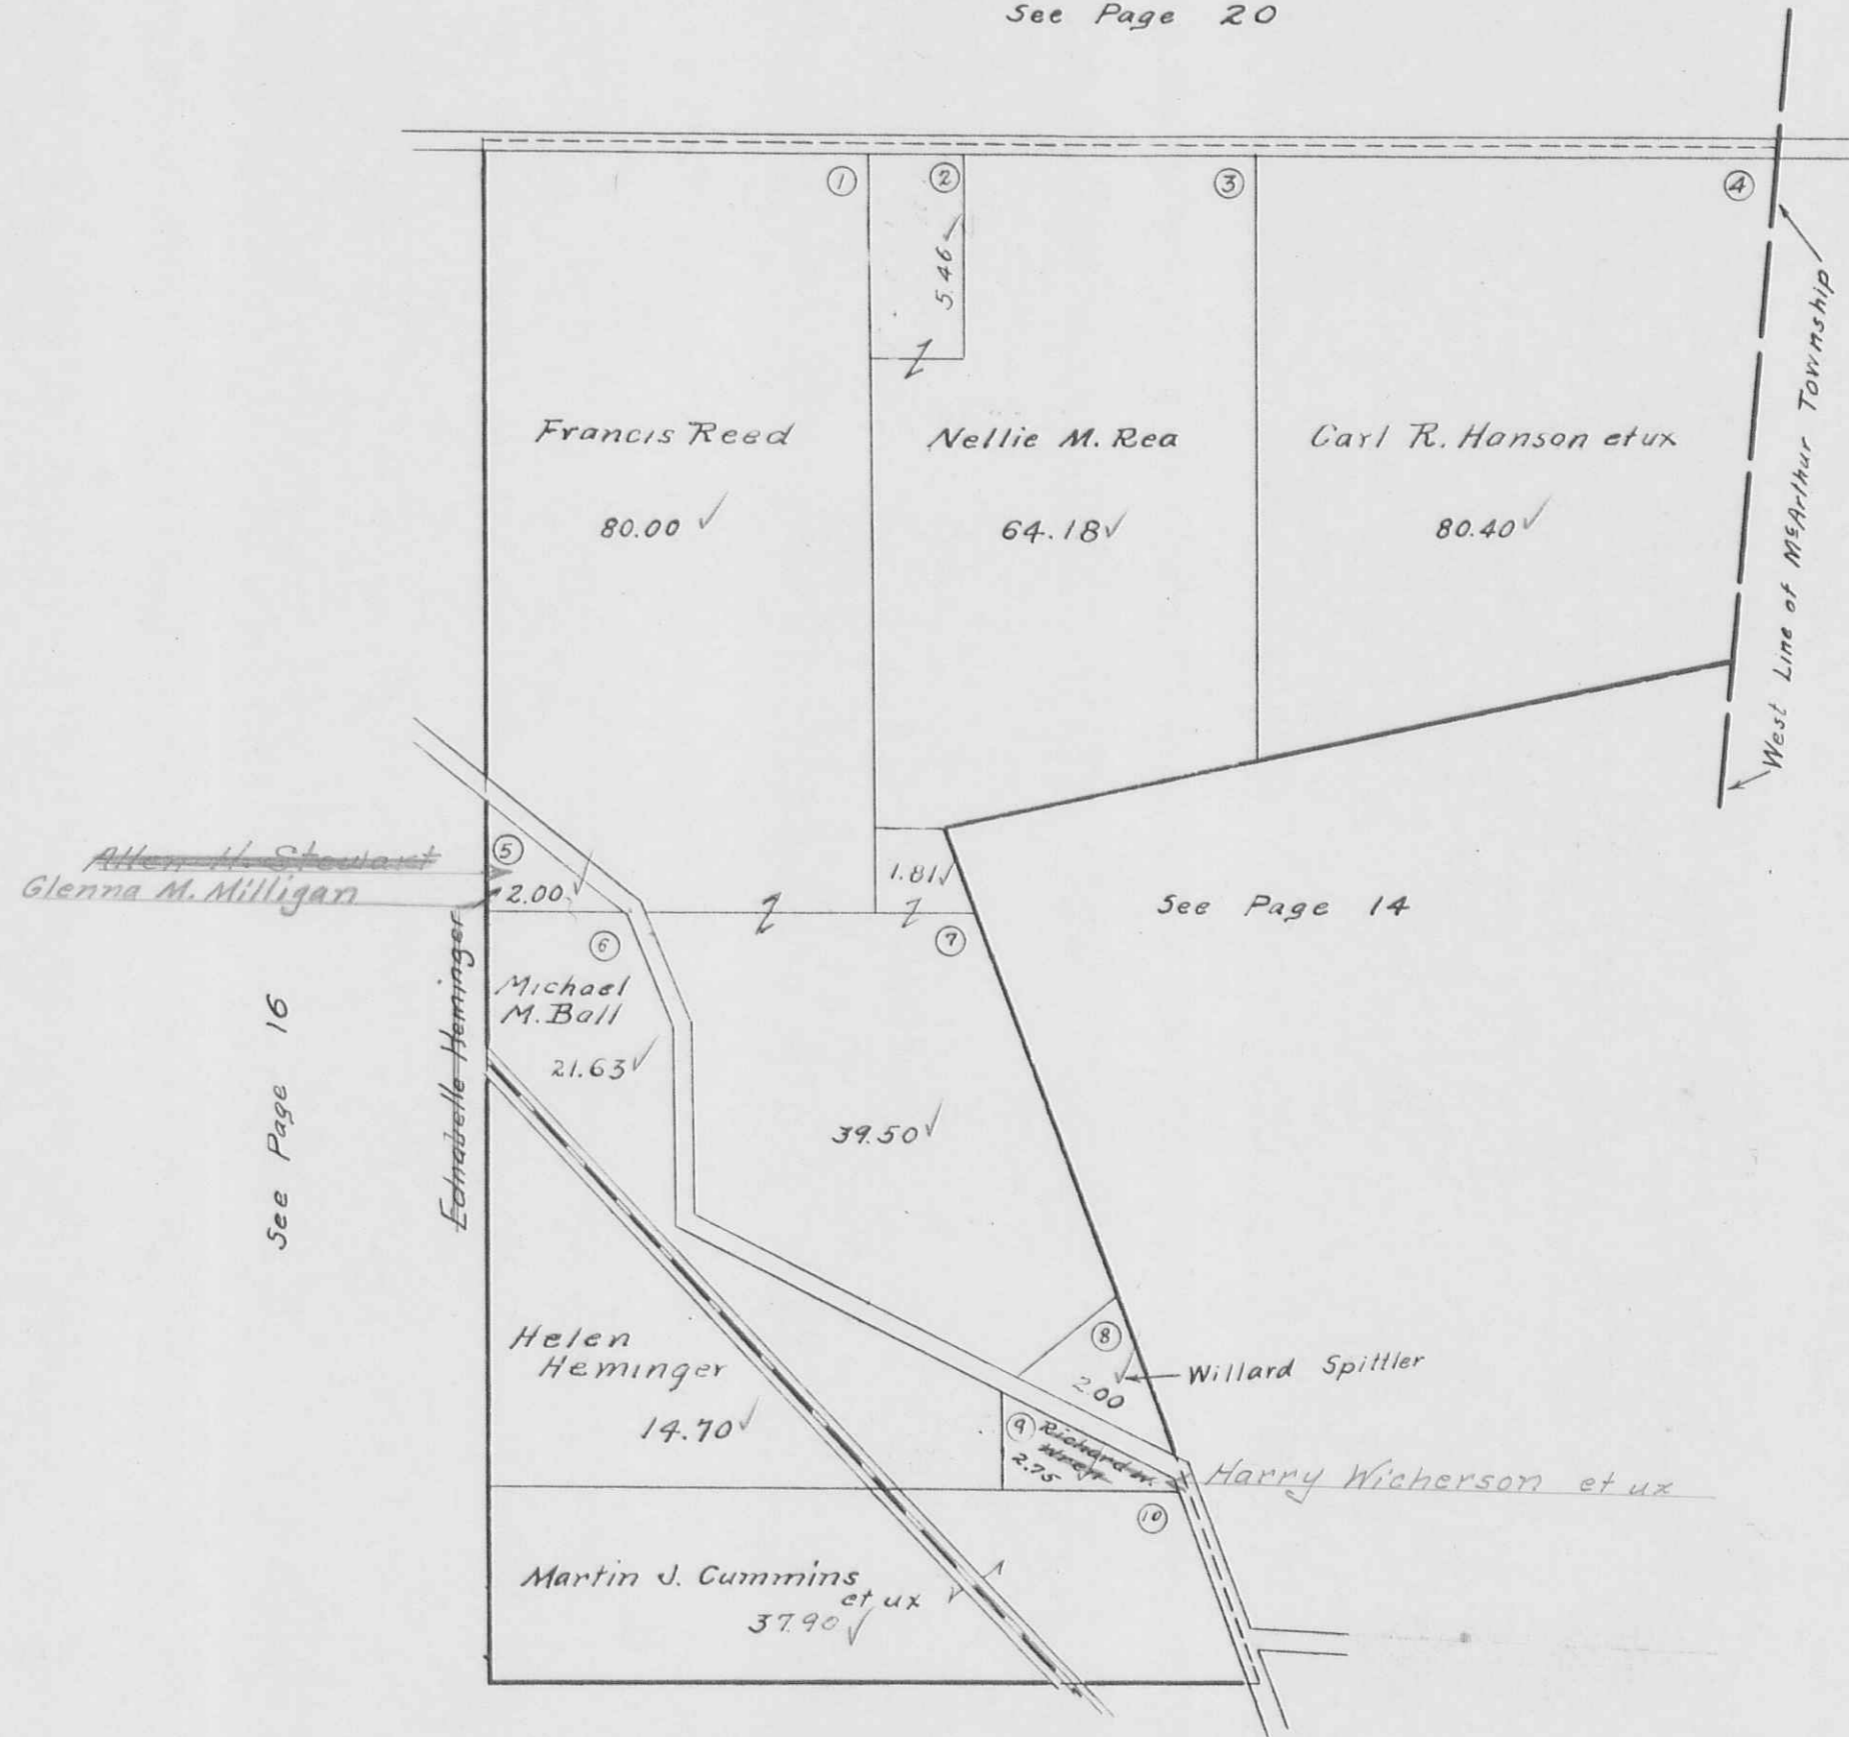 See Page 20
① ② ③ ④
5.46
Francis Reed
80.00 ✓
Nellie M. Rea
64.18 ✓
Carl R. Hanson et ux
80.40 ✓
West Line of McArthur Township
Allen H. Stewart
Glenna M. Milligan
⑤
2.00 ✓
1.81 ✓
See Page 14
⑥
⑦
Michael
M. Ball
21.63 ✓
39.50 ✓
Ednabelle Heminger
See Page 16
Helen
Heminger
14.70 ✓
⑧
2.00 ✓
Willard Spittler
⑨ Richard W.
Wren
2.75
Harry Wicherson et ux
⑩
Martin J. Cummins
et ux
37.90 ✓